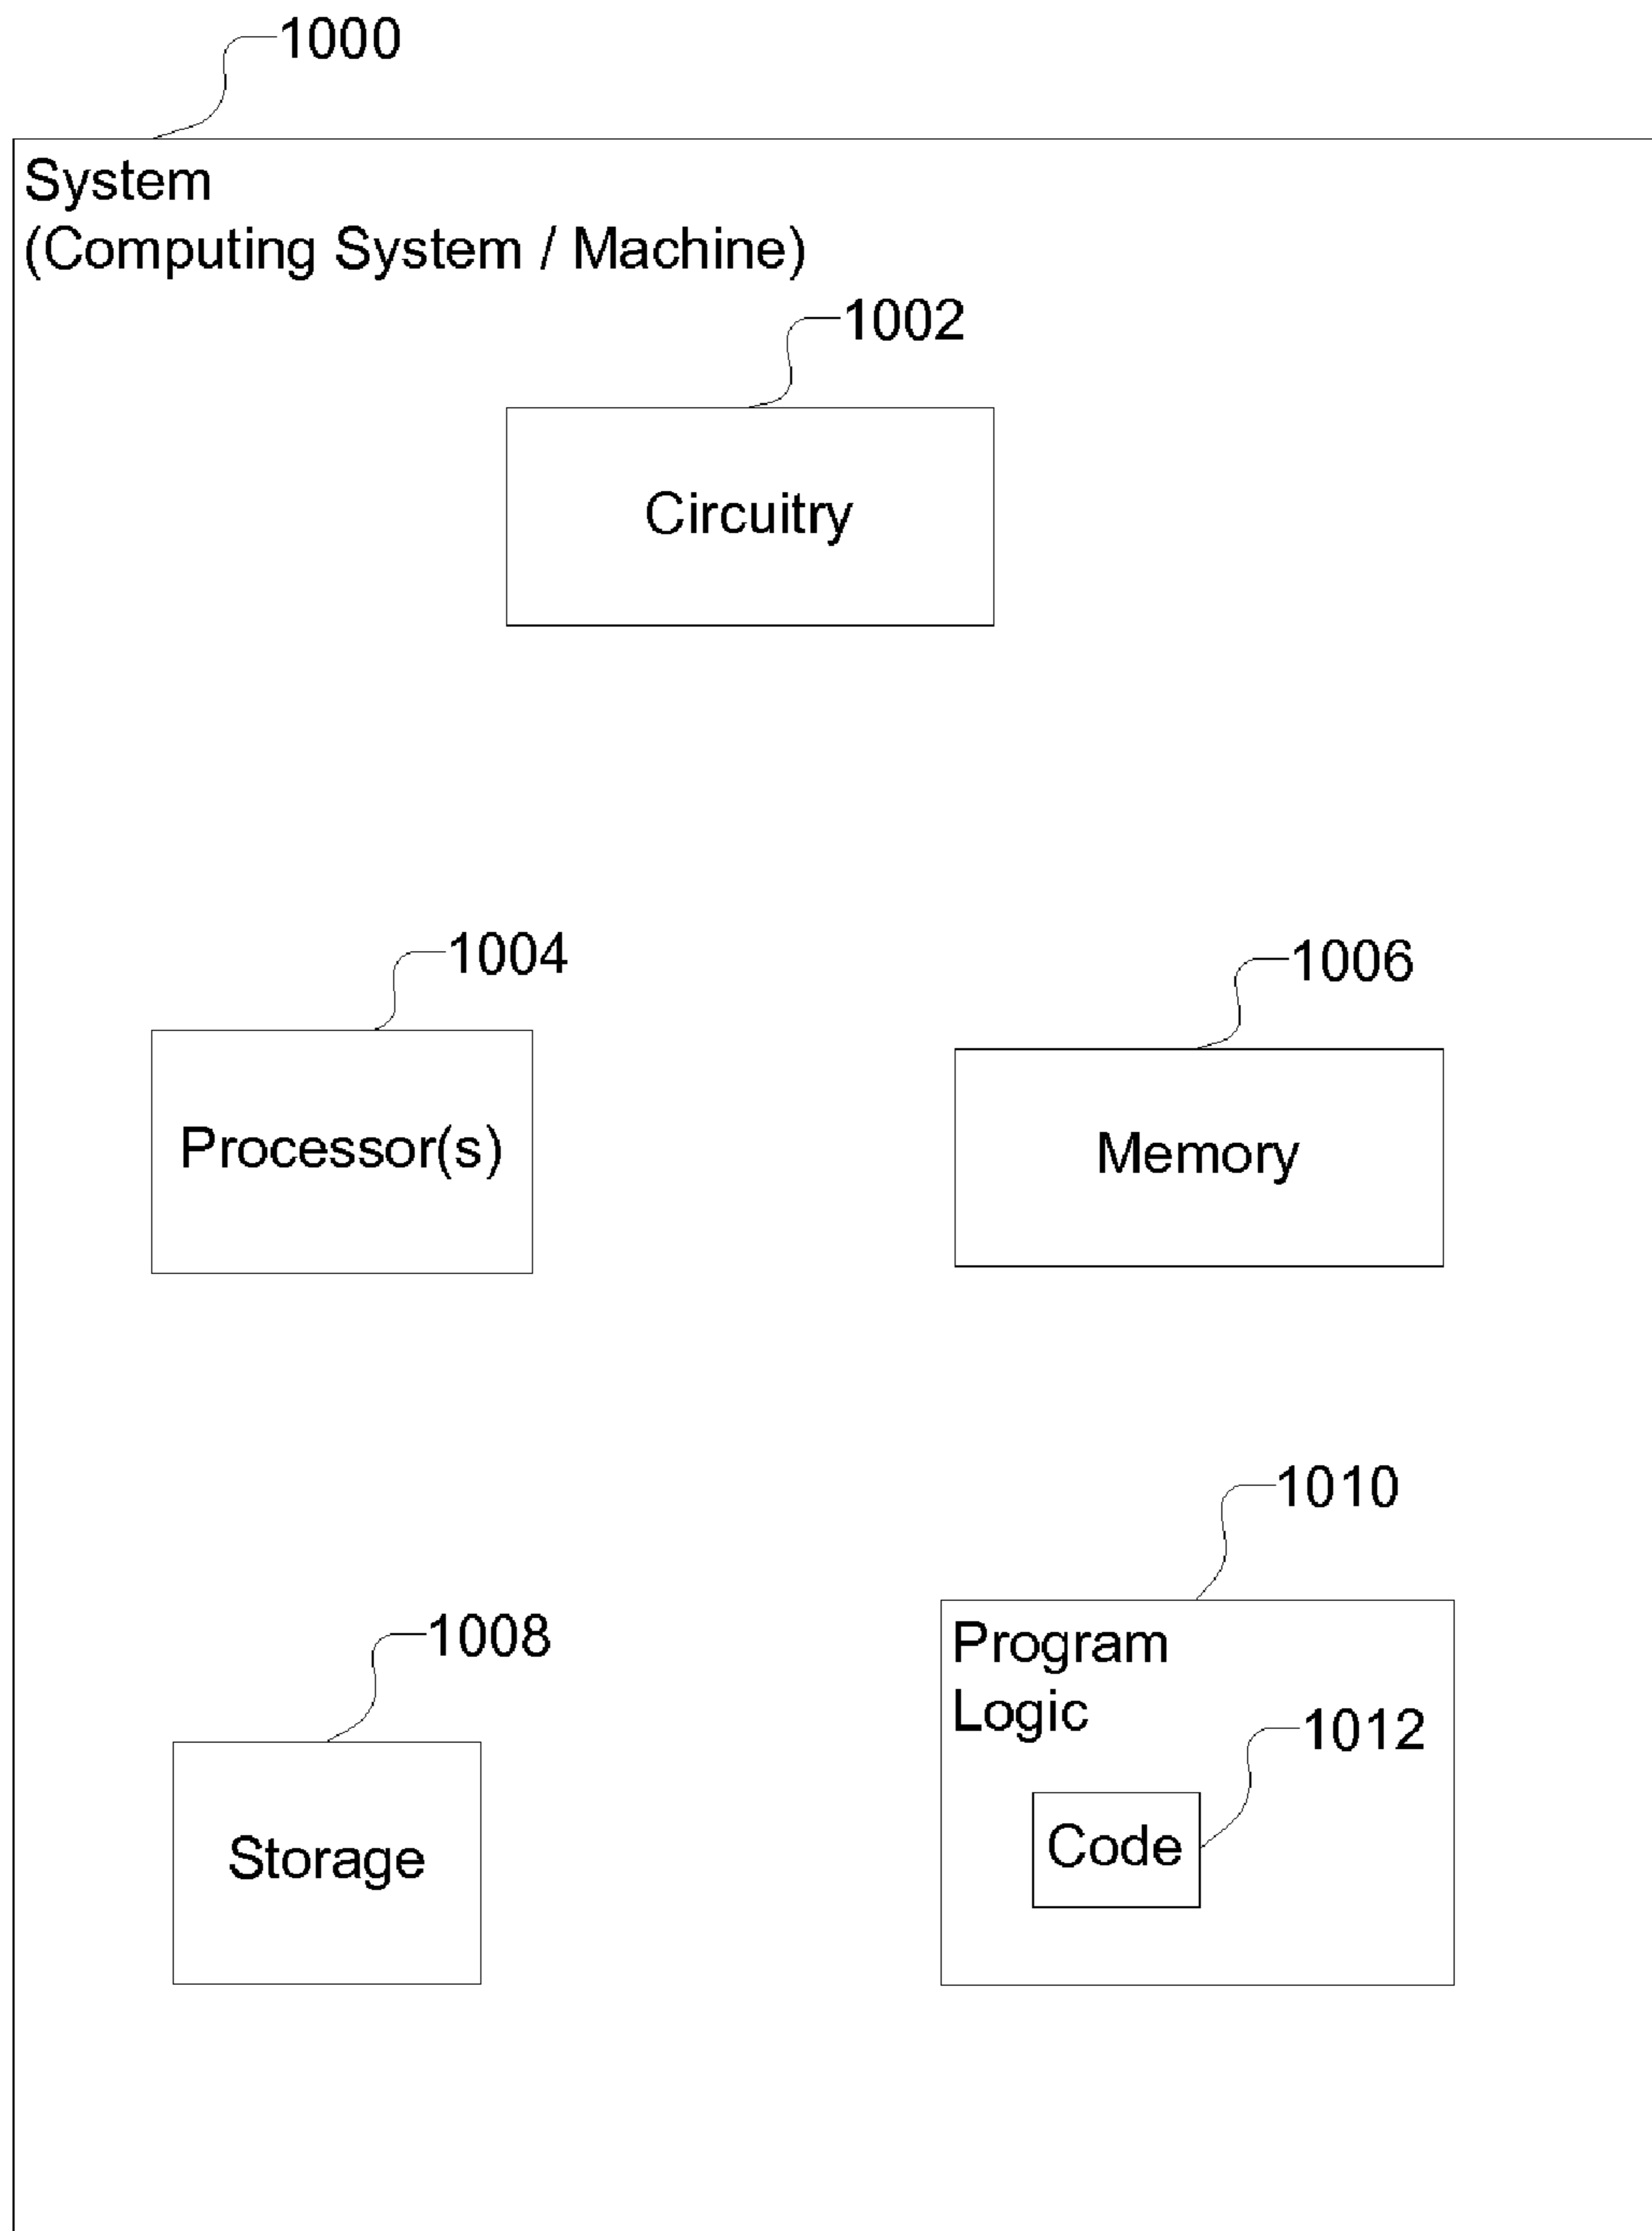 1000
System
(Computing System / Machine)
1002
Circuitry
1004
1006
Processor(s)
Memory
1010
1008
Program
Logic
1012
Code
Storage